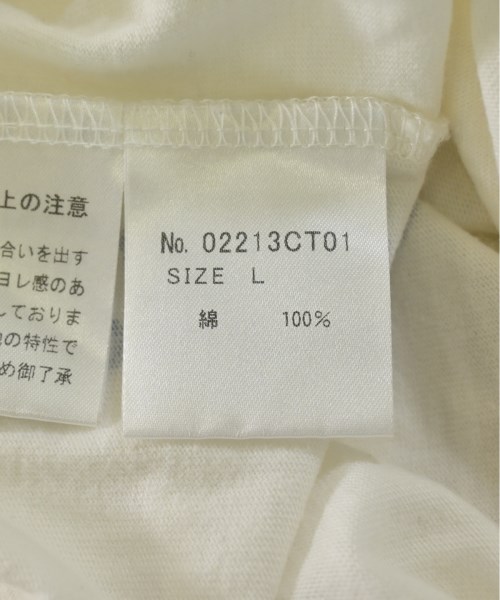 上の注意
合いを出す
ヨレ感のあ
しておりま
の特性で
め御了承
No. 02213CT01
SIZE L
綿 100%